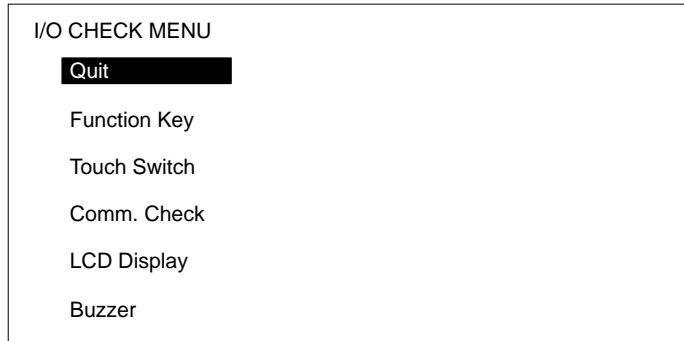 I/O CHECK MENU
Quit
Function Key
Touch Switch
Comm. Check
LCD Display
Buzzer